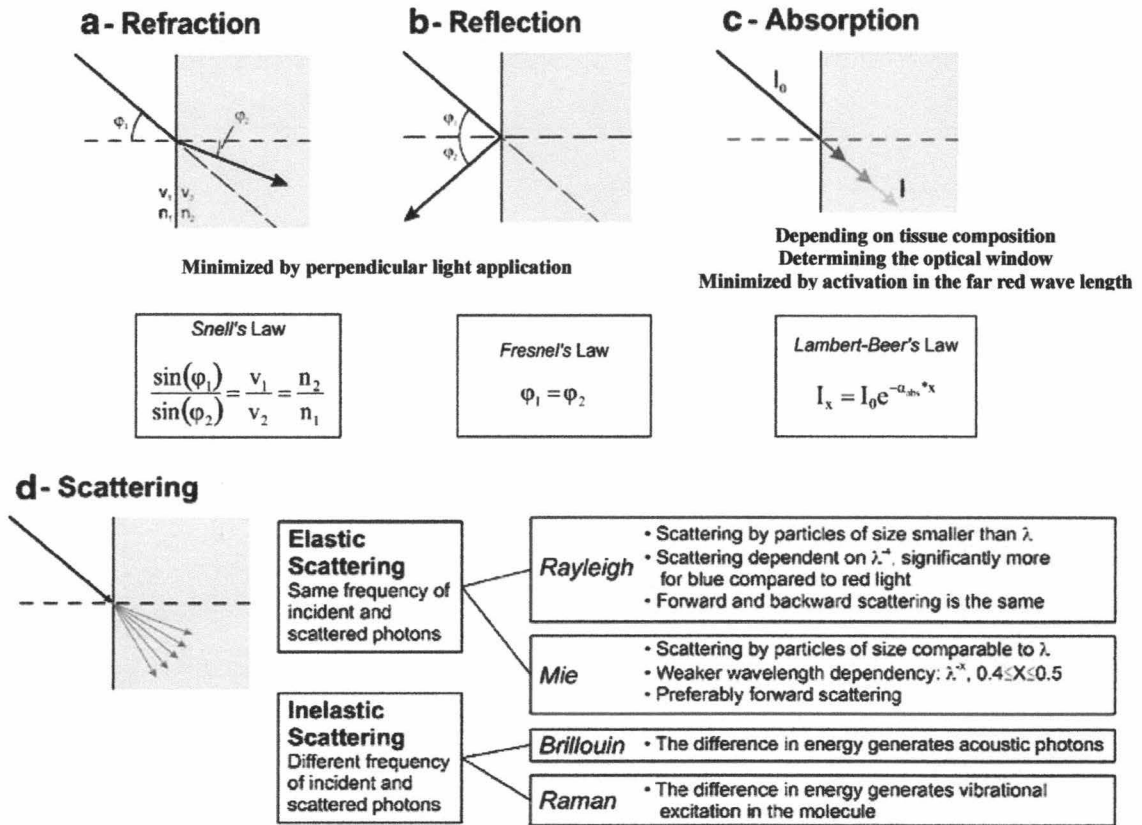 a - Refraction
b - Reflection
c - Absorption
φ₁
φ₂
v₁ v₂
n₁ n₂
φ₁
φ₂
I₀
I
Minimized by perpendicular light application
Depending on tissue composition
Determining the optical window
Minimized by activation in the far red wave length
Snell's Law
sin(φ₁)/sin(φ₂) = v₁/v₂ = n₂/n₁
Fresnel's Law
φ₁ = φ₂
Lambert-Beer's Law
Iₓ = I₀e^(-α_abs*x)
d - Scattering
Elastic
Scattering
Same frequency of
incident and
scattered photons
Rayleigh
• Scattering by particles of size smaller than λ
• Scattering dependent on λ⁻⁴, significantly more
for blue compared to red light
• Forward and backward scattering is the same
Mie
• Scattering by particles of size comparable to λ
• Weaker wavelength dependency: λ⁻ˣ, 0.4≤X≤0.5
• Preferably forward scattering
Inelastic
Scattering
Different frequency
of incident and
scattered photons
Brillouin
• The difference in energy generates acoustic photons
Raman
• The difference in energy generates vibrational
excitation in the molecule